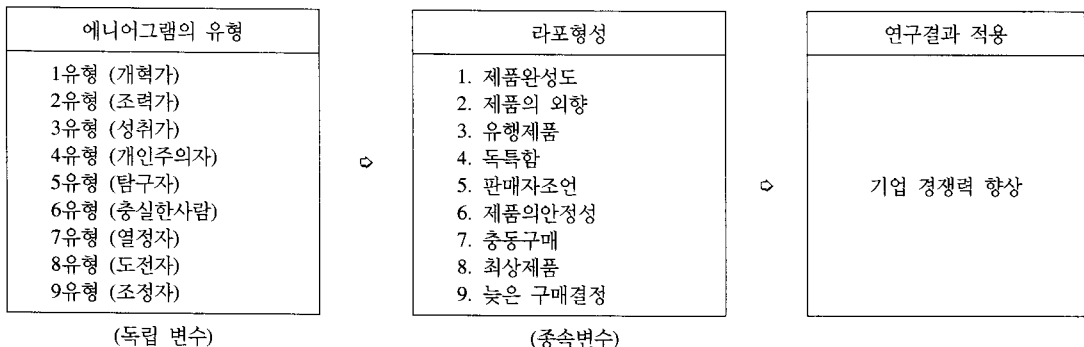 에니어그램의 유형
1유형 (개혁가)
2유형 (조력가)
3유형 (성취가)
4유형 (개인주의자)
5유형 (탐구자)
6유형 (충실한사람)
7유형 (열정자)
8유형 (도전자)
9유형 (조정자)
(독립 변수)
라포형성
1. 제품완성도
2. 제품의 외향
3. 유행제품
4. 독특함
5. 판매자조언
6. 제품의안정성
7. 충동구매
8. 최상제품
9. 늦은 구매결정
(종속변수)
연구결과 적용
기업 경쟁력 향상